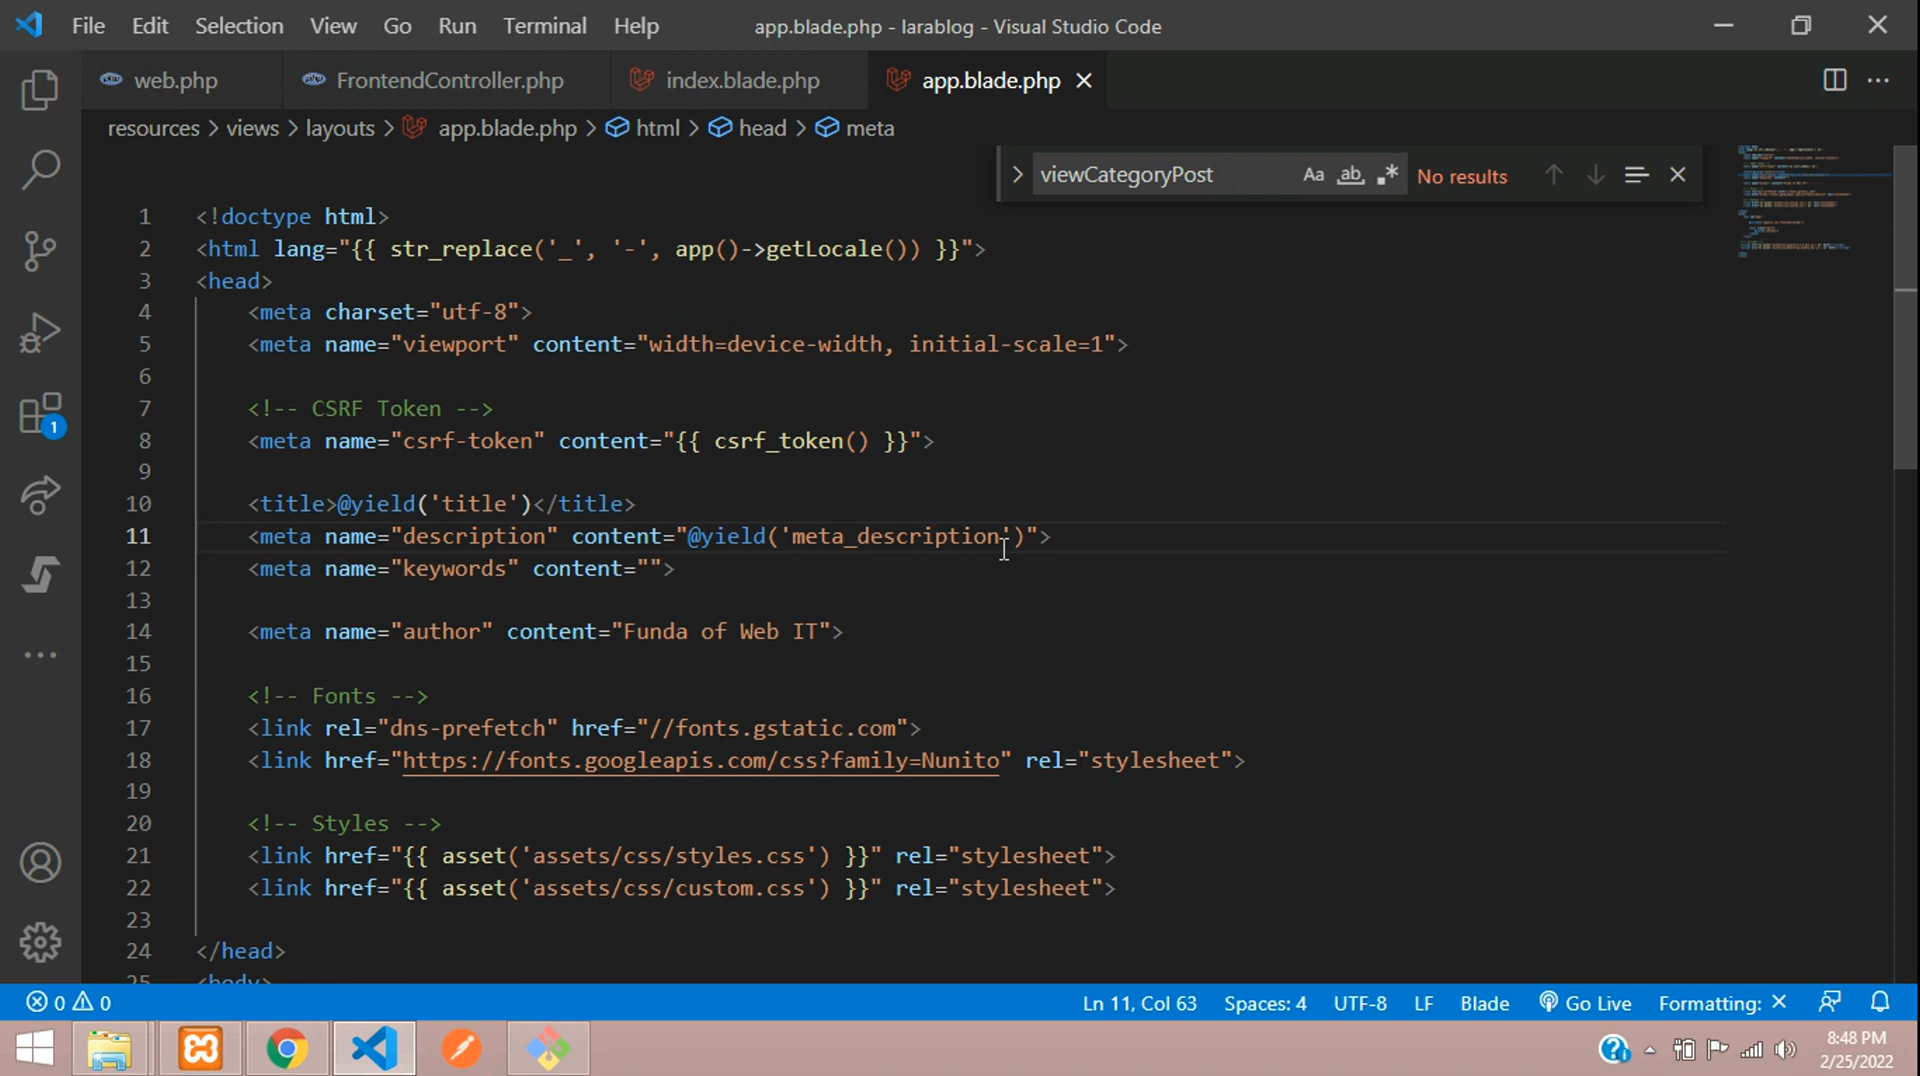 File Edit Selection View Go Run Terminal Help app.blade.php - larablog - Visual Studio Code
web.php FrontendController.php index.blade.php app.blade.php
resources > views > layouts > app.blade.php > html > head > meta
viewCategoryPost Aa ab No results
1 <!doctype html>
2 <html lang="{{ str_replace('_', '-', app()->getLocale()) }}">
3 <head>
4 <meta charset="utf-8">
5 <meta name="viewport" content="width=device-width, initial-scale=1">
6
7 <!-- CSRF Token -->
8 <meta name="csrf-token" content="{{ csrf_token() }}">
9
10 <title>@yield('title')</title>
11 <meta name="description" content="@yield('meta_description')">
12 <meta name="keywords" content="">
13
14 <meta name="author" content="Funda of Web IT">
15
16 <!-- Fonts -->
17 <link rel="dns-prefetch" href="//fonts.gstatic.com">
18 <link href="https://fonts.googleapis.com/css?family=Nunito" rel="stylesheet">
19
20 <!-- Styles -->
21 <link href="{{ asset('assets/css/styles.css') }}" rel="stylesheet">
22 <link href="{{ asset('assets/css/custom.css') }}" rel="stylesheet">
23
24 </head>
25 <body>
1
0 0 Ln 11, Col 63 Spaces: 4 UTF-8 LF Blade Go Live Formatting: ×
8:48 PM
2/25/2022